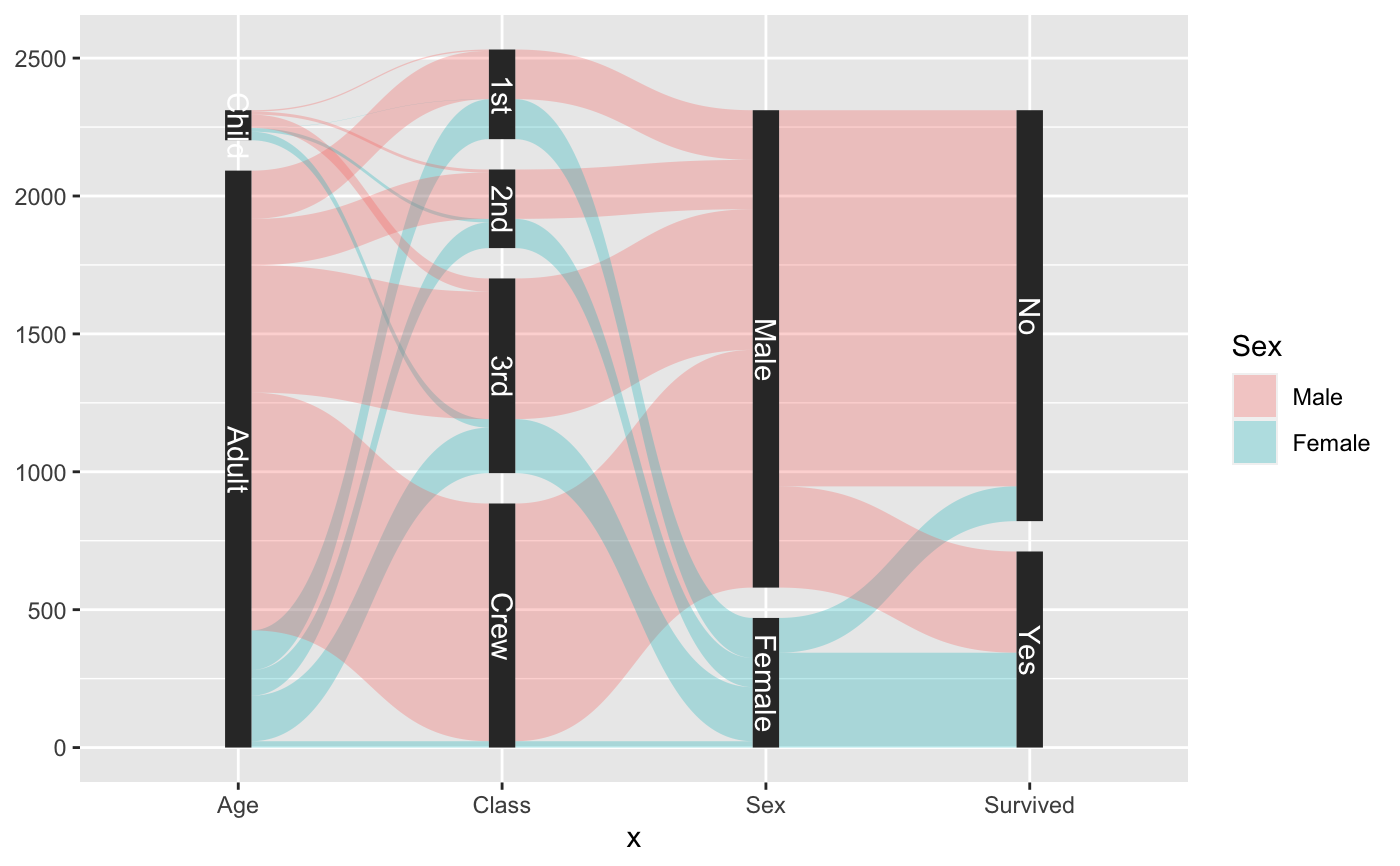 2500
2000
1500
1000
500
0
Child
Adult
1st
2nd
3rd
Crew
Male
Female
No
Yes
Age
Class
Sex
Survived
x
Sex
Male
Female